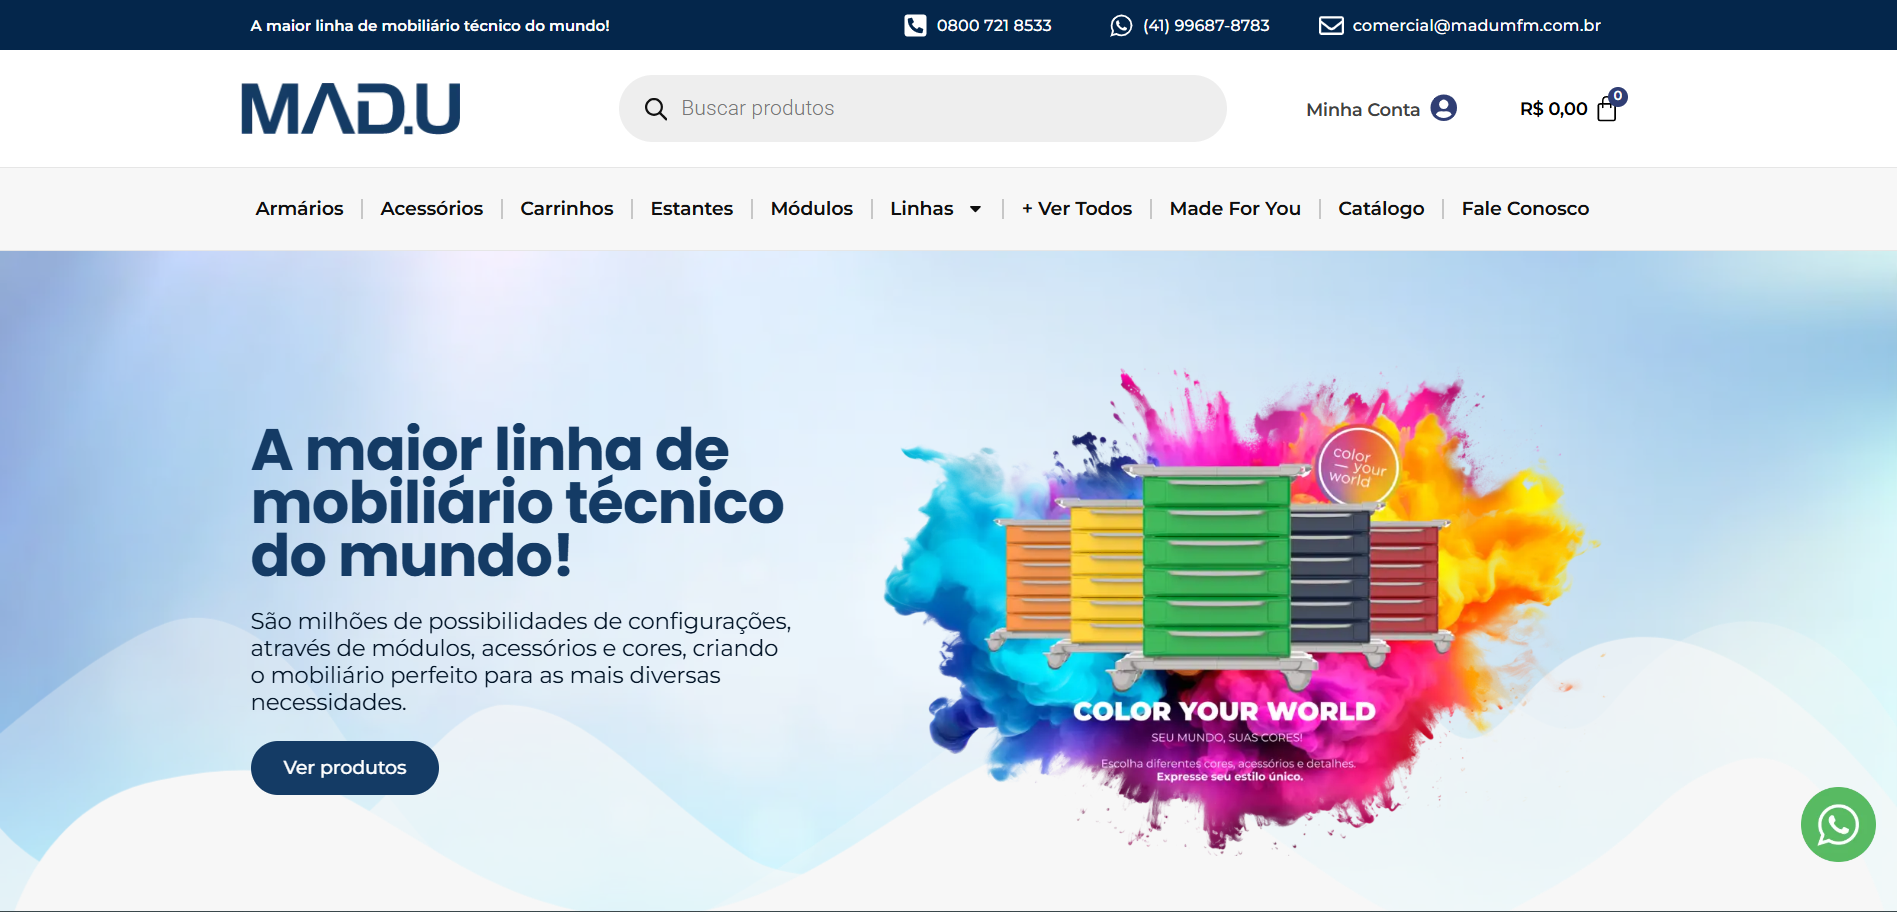 A maior linha de mobiliário técnico do mundo!
0800 721 8533
(41) 99687-8783
comercial@madumfm.com.br
MAD.U
Buscar produtos
Minha Conta
R$ 0,00
0
Armários
Acessórios
Carrinhos
Estantes
Módulos
Linhas
+ Ver Todos
Made For You
Catálogo
Fale Conosco
A maior linha de
mobiliário técnico
do mundo!
São milhões de possibilidades de configurações,
através de módulos, acessórios e cores, criando
o mobiliário perfeito para as mais diversas
necessidades.
Ver produtos
color
— your
world
COLOR YOUR WORLD
SEU MUNDO, SUAS CORES!
Escolha diferentes cores, acessórios e detalhes.
Expresse seu estilo único.